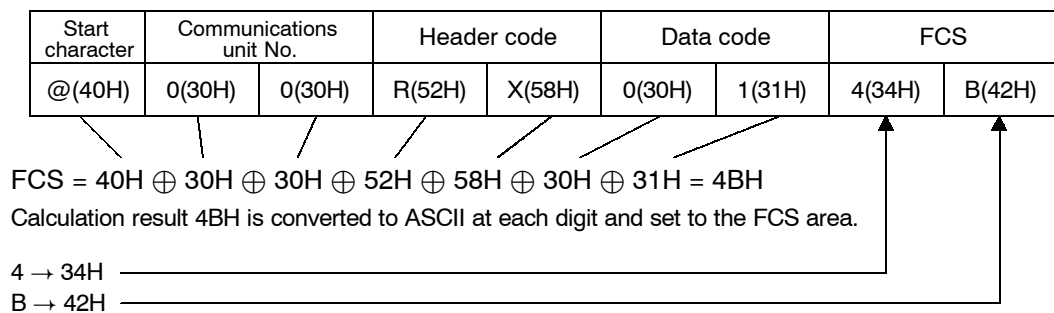 Start character Communications unit No. Header code Data code FCS
@(40H) 0(30H) 0(30H) R(52H) X(58H) 0(30H) 1(31H) 4(34H) B(42H)
FCS = 40H ⊕ 30H ⊕ 30H ⊕ 52H ⊕ 58H ⊕ 30H ⊕ 31H = 4BH
Calculation result 4BH is converted to ASCII at each digit and set to the FCS area.
4 → 34H
B → 42H